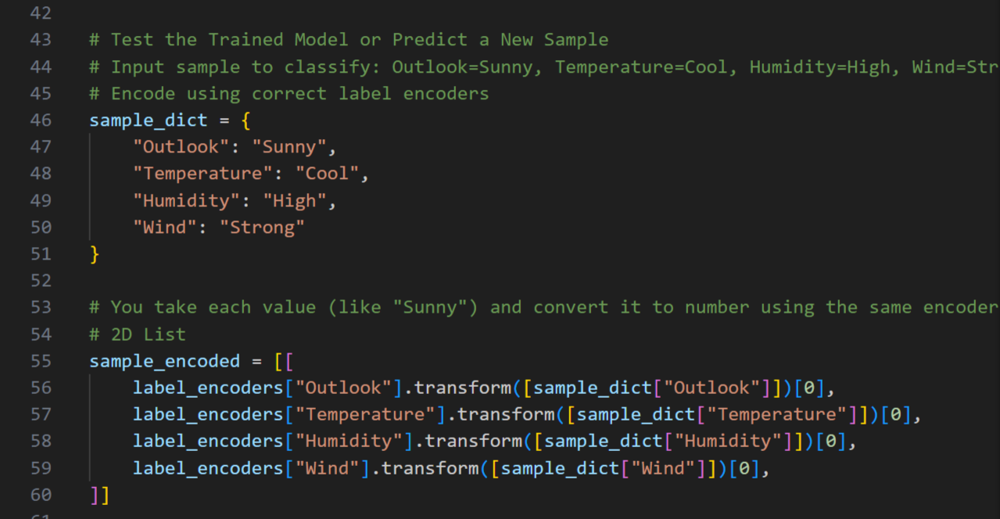 42
43 # Test the Trained Model or Predict a New Sample
44 # Input sample to classify: Outlook=Sunny, Temperature=Cool, Humidity=High, Wind=Str
45 # Encode using correct label encoders
46 sample_dict = {
47     "Outlook": "Sunny",
48     "Temperature": "Cool",
49     "Humidity": "High",
50     "Wind": "Strong"
51 }
52
53 # You take each value (like "Sunny") and convert it to number using the same encoder
54 # 2D List
55 sample_encoded = [[
56     label_encoders["Outlook"].transform([sample_dict["Outlook"]])[0],
57     label_encoders["Temperature"].transform([sample_dict["Temperature"]])[0],
58     label_encoders["Humidity"].transform([sample_dict["Humidity"]])[0],
59     label_encoders["Wind"].transform([sample_dict["Wind"]])[0],
60 ]]